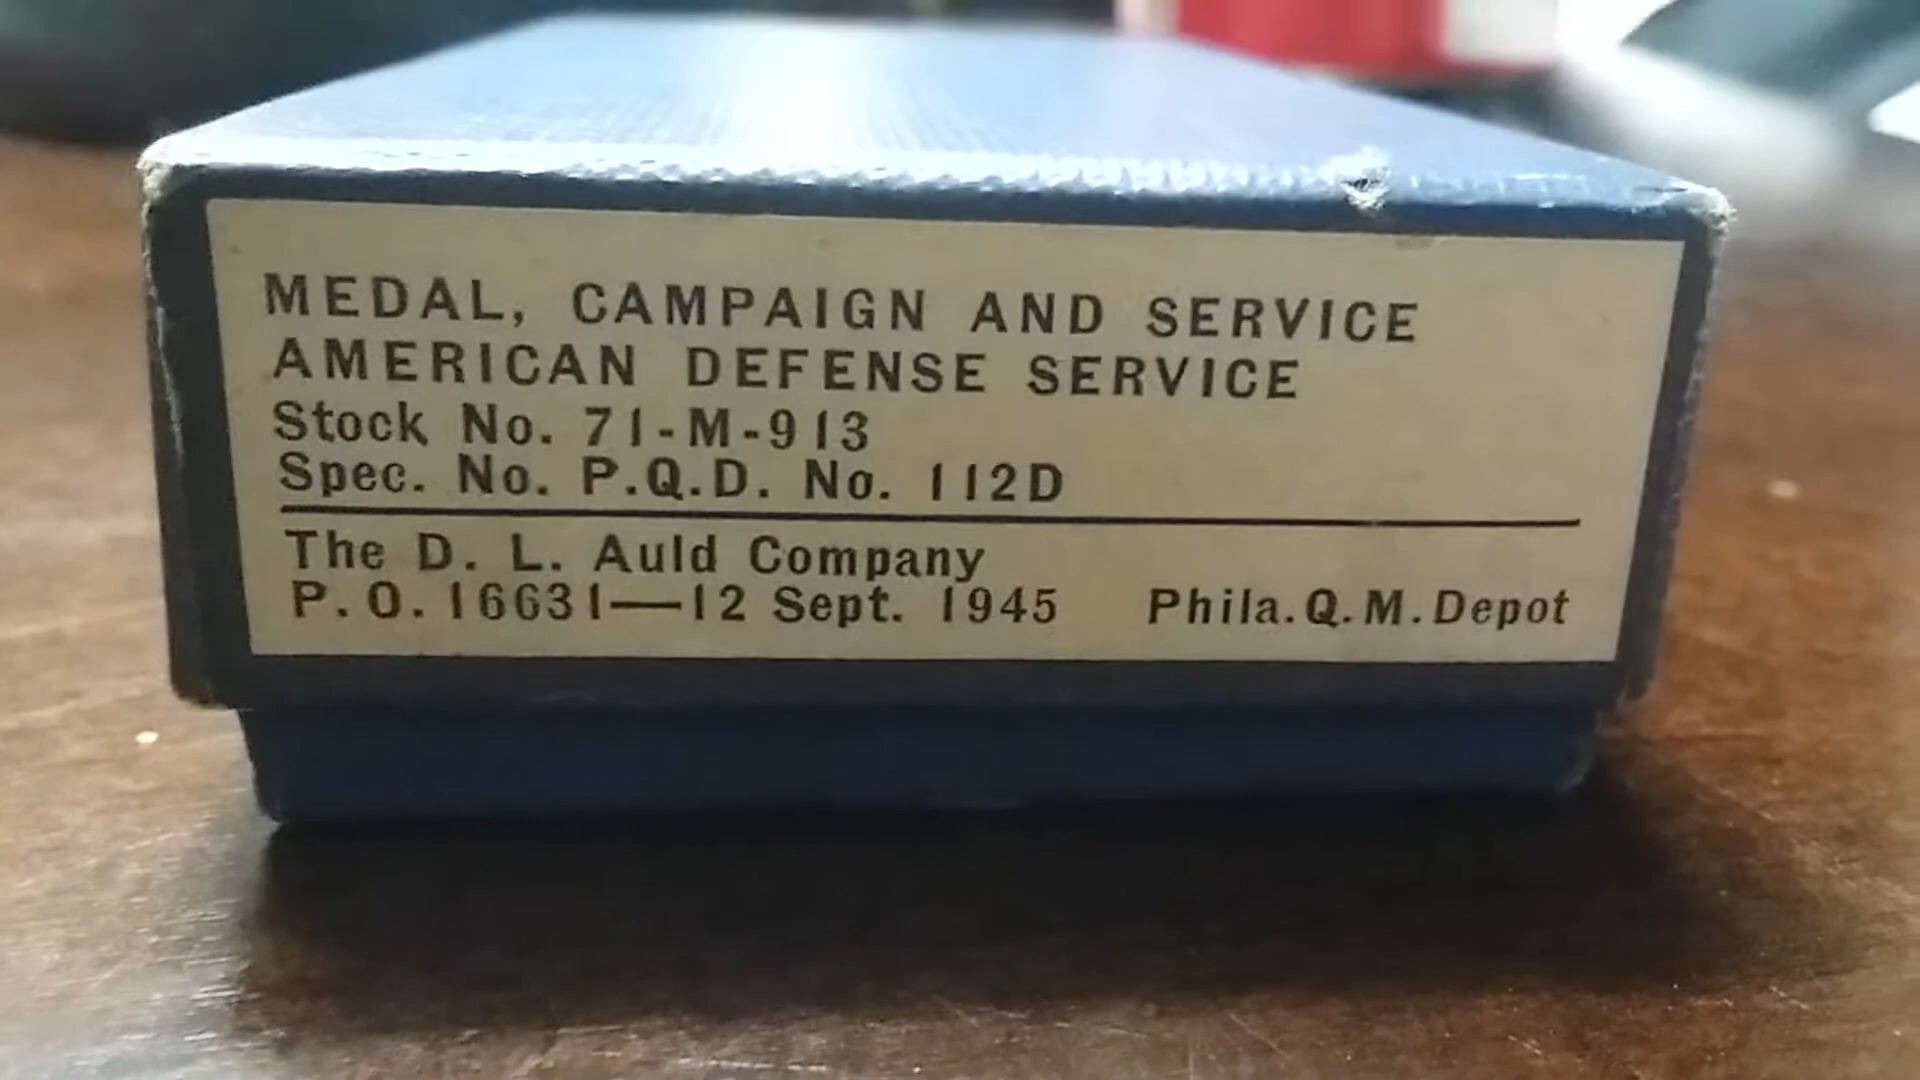 MEDAL, CAMPAIGN AND SERVICE
AMERICAN DEFENSE SERVICE
Stock No. 71-M-913
Spec. No. P.Q.D. No. 112D
The D. L. Auld Company
P.O.16631—12 Sept. 1945 Phila.Q.M.Depot